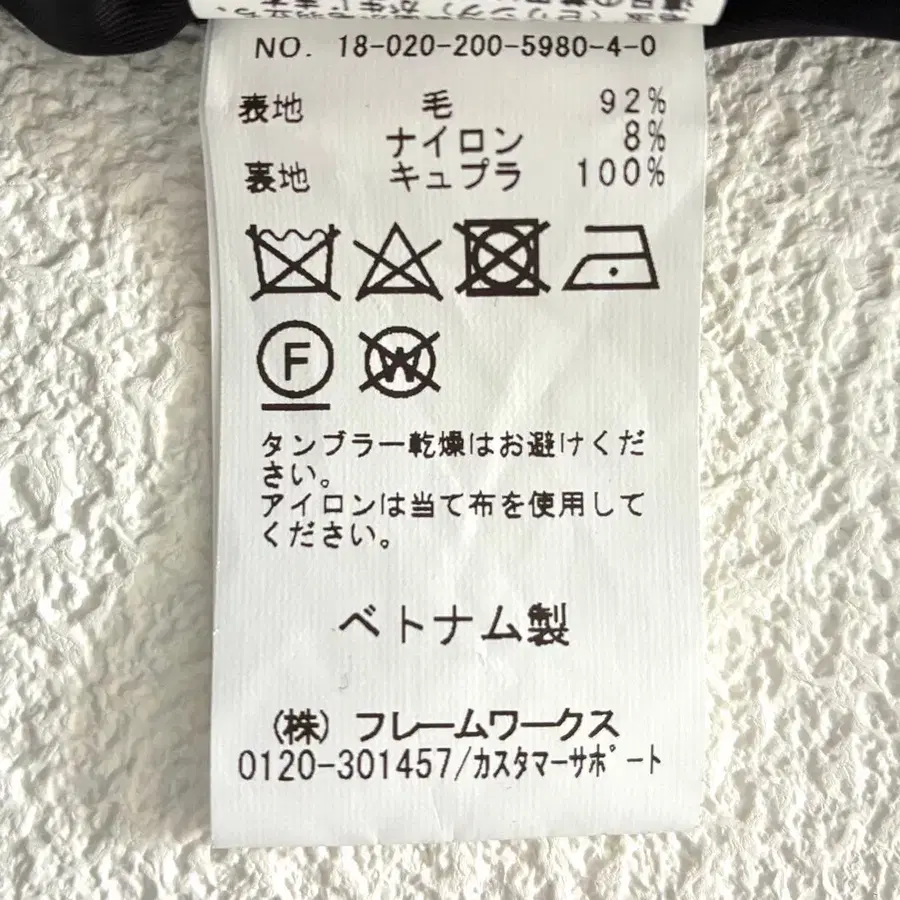 NO. 18-020-200-5980-4-0
表地 毛 92%
ナイロン 8%
裏地 キュプラ 100%
F W
タンブラー乾燥はお避けくだ
さい。
アイロンは当て布を使用して
ください。
ベトナム製
(株) フレームワークス
0120-301457/カスタマーサポート